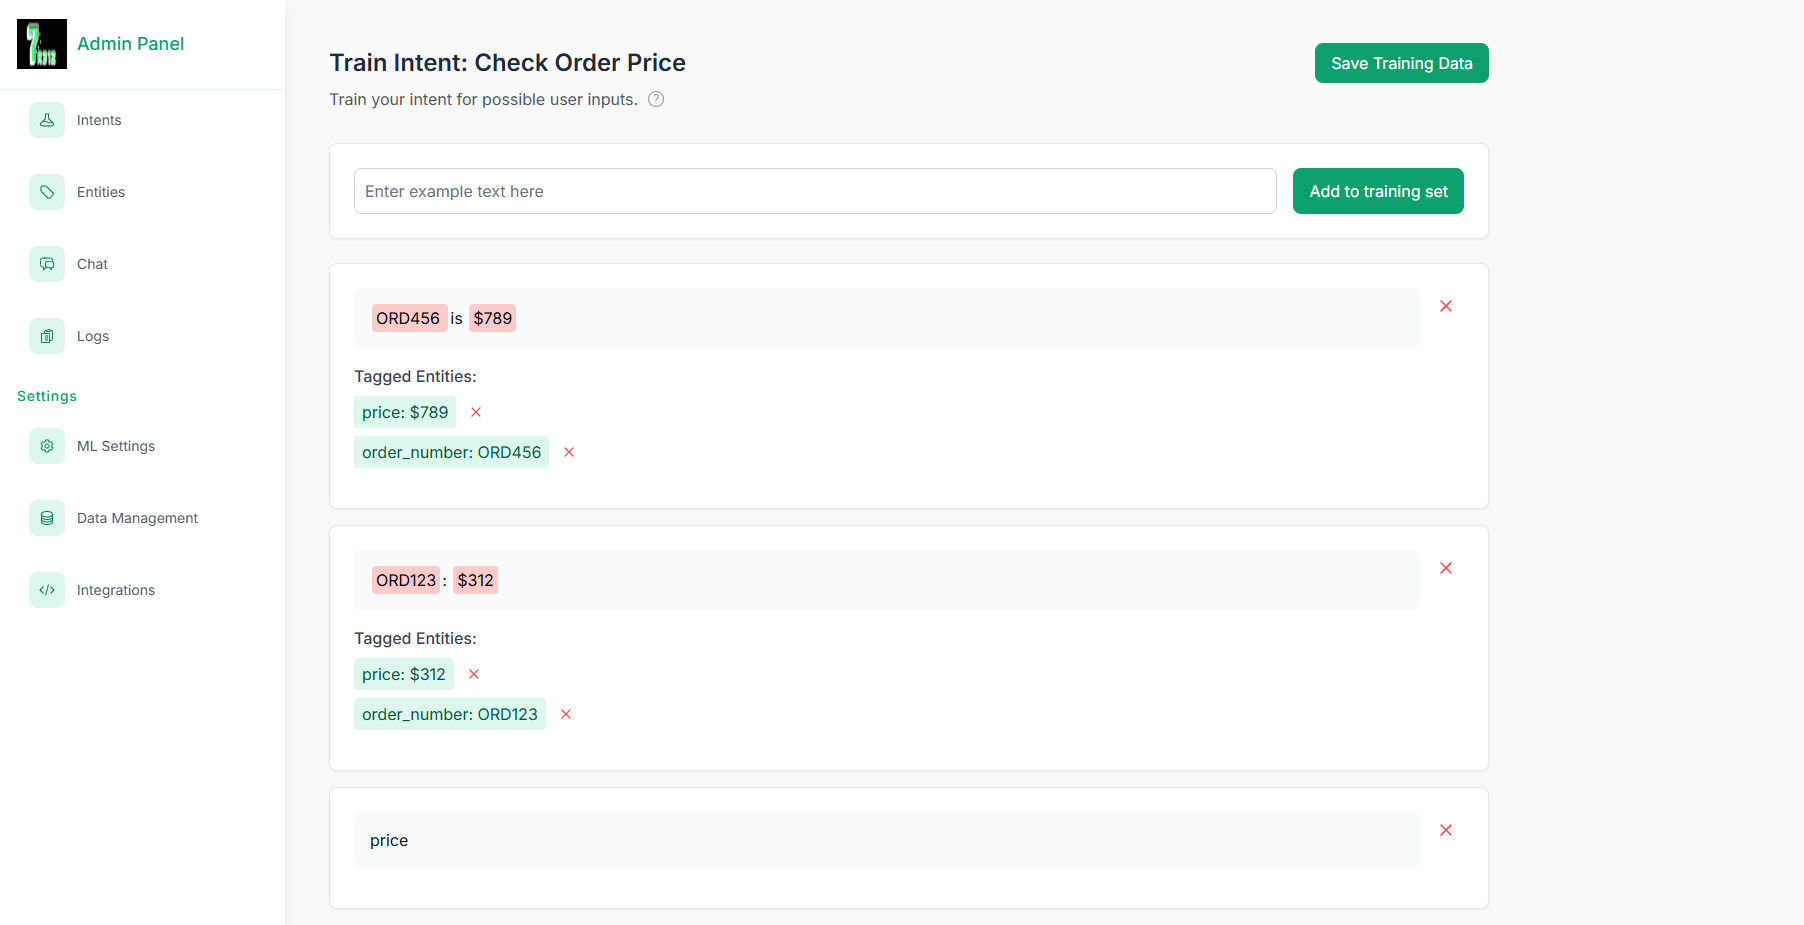 Admin Panel
Intents
Entities
Chat
Logs
Settings
ML Settings
Data Management
Integrations
Train Intent: Check Order Price
Save Training Data
Train your intent for possible user inputs. ?
Enter example text here
Add to training set
ORD456 is $789
Tagged Entities:
price: $789
order_number: ORD456
ORD123 : $312
Tagged Entities:
price: $312
order_number: ORD123
price